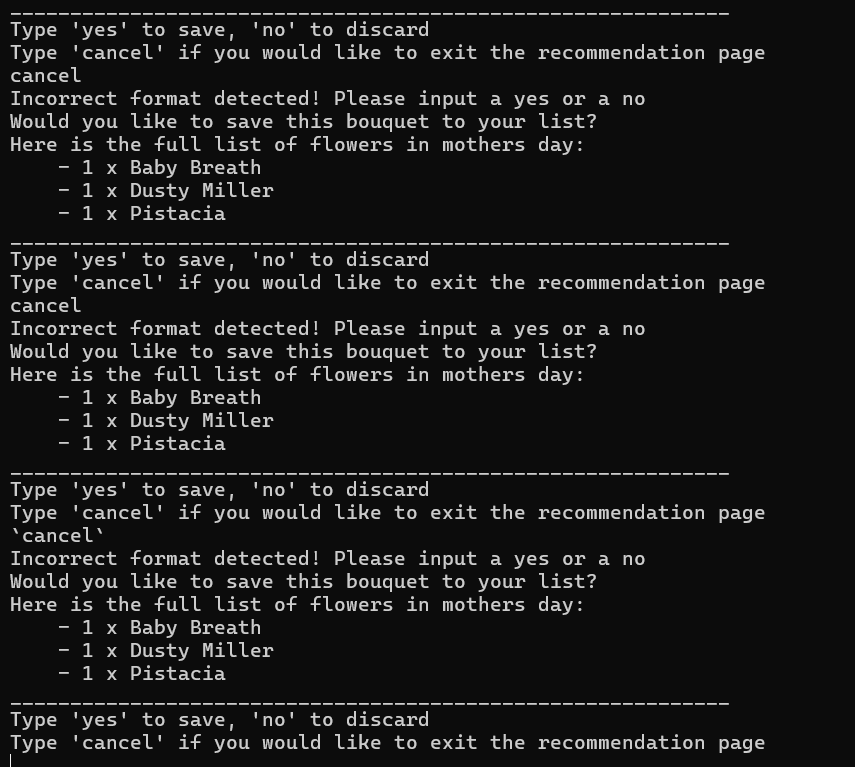 ____________________________________________________________
Type 'yes' to save, 'no' to discard
Type 'cancel' if you would like to exit the recommendation page
cancel
Incorrect format detected! Please input a yes or a no
Would you like to save this bouquet to your list?
Here is the full list of flowers in mothers day:
    - 1 x Baby Breath
    - 1 x Dusty Miller
    - 1 x Pistacia
____________________________________________________________
Type 'yes' to save, 'no' to discard
Type 'cancel' if you would like to exit the recommendation page
cancel
Incorrect format detected! Please input a yes or a no
Would you like to save this bouquet to your list?
Here is the full list of flowers in mothers day:
    - 1 x Baby Breath
    - 1 x Dusty Miller
    - 1 x Pistacia
____________________________________________________________
Type 'yes' to save, 'no' to discard
Type 'cancel' if you would like to exit the recommendation page
`cancel`
Incorrect format detected! Please input a yes or a no
Would you like to save this bouquet to your list?
Here is the full list of flowers in mothers day:
    - 1 x Baby Breath
    - 1 x Dusty Miller
    - 1 x Pistacia
____________________________________________________________
Type 'yes' to save, 'no' to discard
Type 'cancel' if you would like to exit the recommendation page